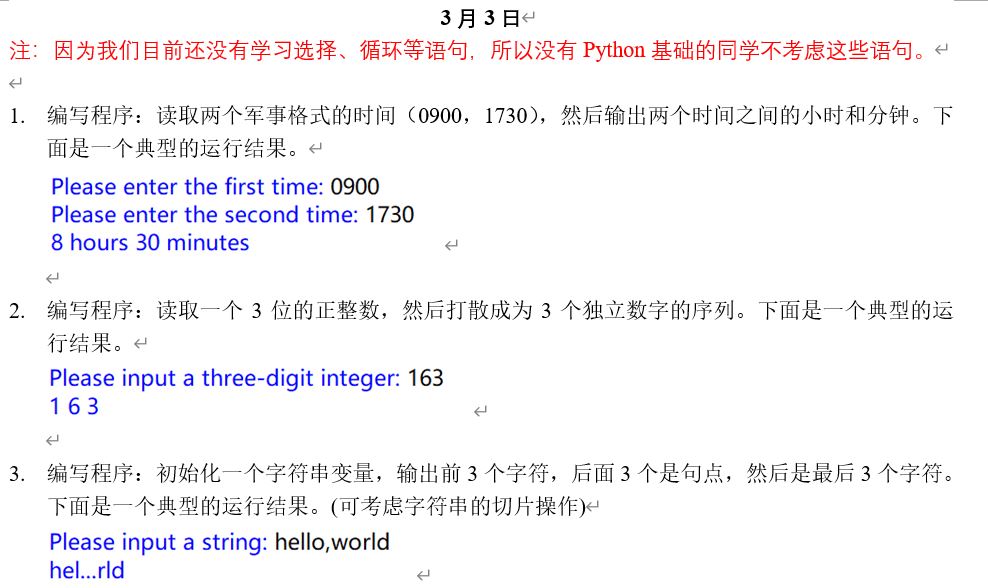 3 月 3 日
注：因为我们目前还没有学习选择、循环等语句，所以没有 Python 基础的同学不考虑这些语句。
1. 编写程序：读取两个军事格式的时间（0900，1730），然后输出两个时间之间的小时和分钟。下
面是一个典型的运行结果。
Please enter the first time: 0900
Please enter the second time: 1730
8 hours 30 minutes
2. 编写程序：读取一个 3 位的正整数，然后打散成为 3 个独立数字的序列。下面是一个典型的运
行结果。
Please input a three-digit integer: 163
1 6 3
3. 编写程序：初始化一个字符串变量，输出前 3 个字符，后面 3 个是句点，然后是最后 3 个字符。
下面是一个典型的运行结果。(可考虑字符串的切片操作)
Please input a string: hello,world
hel...rld